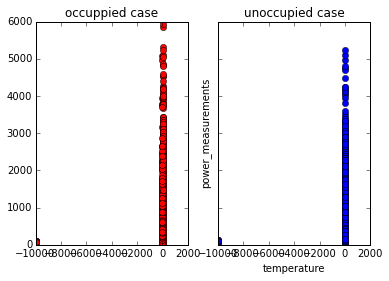 occuppied case
unoccupied case
6000
5000
4000
3000
2000
1000
0
power_measurements
−10000 −8000 −6000 −4000 −2000 0 2000
−10000 −8000 −6000 −4000 −2000 0 2000
temperature